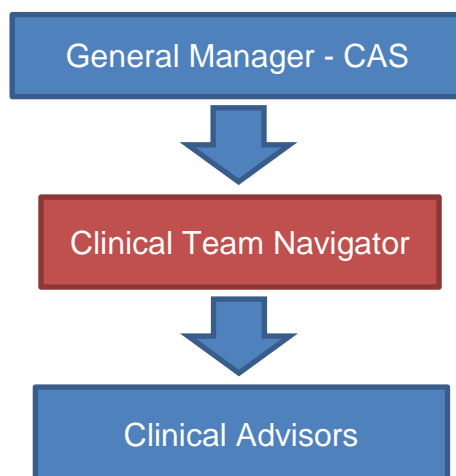 General Manager - CAS
Clinical Team Navigator
Clinical Advisors